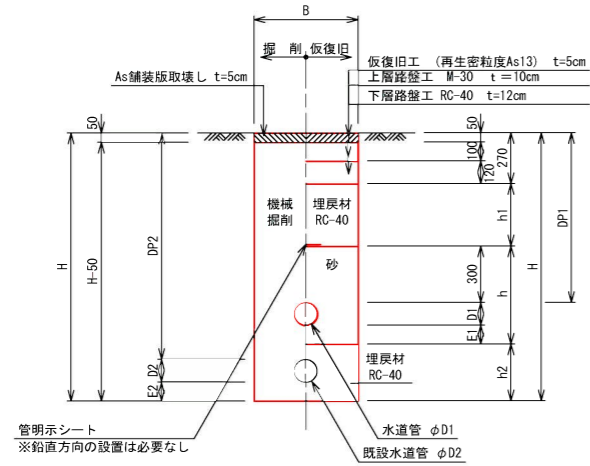 B
掘 削 仮復旧
As舗装版取壊し t=5cm
仮復旧工 （再生密粒度As13） t=5cm
上層路盤工 M-30 t＝10cm
下層路盤工 RC-40 t=12cm
50
50
100
120
270
機械
掘削
埋戻材
RC-40
砂
埋戻材
RC-40
H
H-50
DP2
D2
E2
300
D1
E1
h1
h
h2
H
DP1
管明示シート
※鉛直方向の設置は必要なし
水道管 φD1
既設水道管 φD2